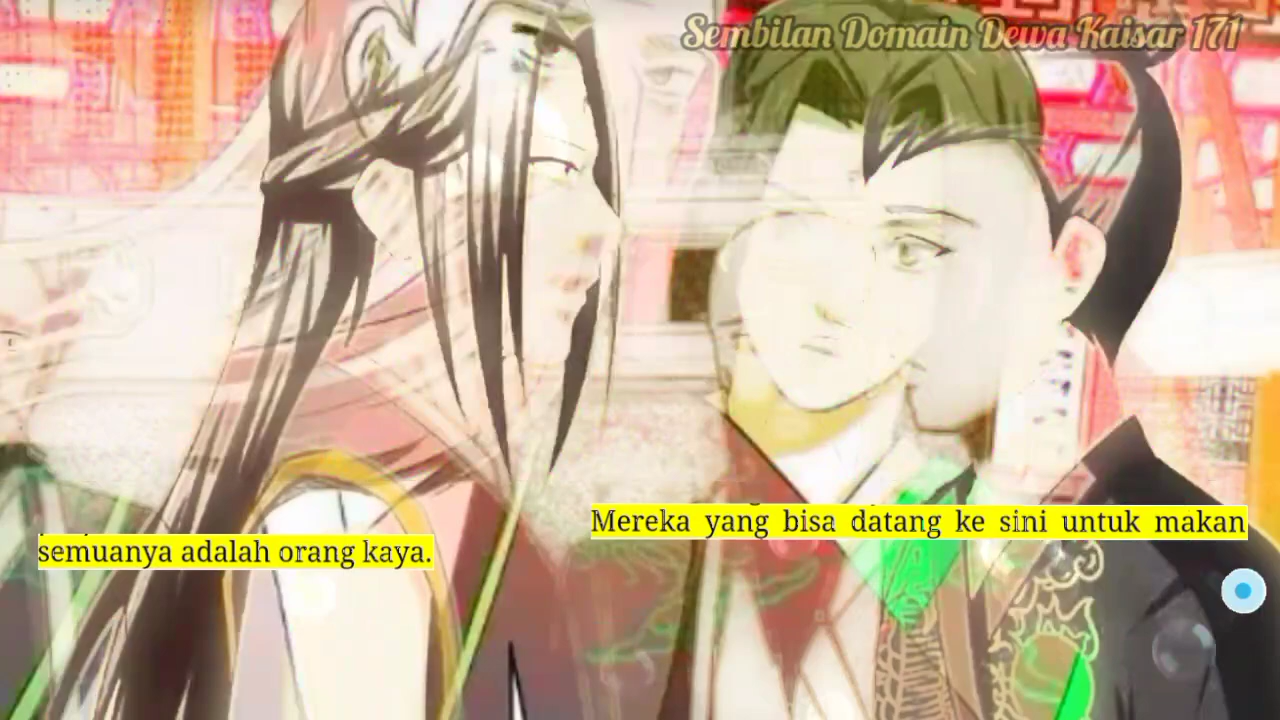 Sembilan Domain Dewa Kaisar 171
Mereka yang bisa datang ke sini untuk makan
semuanya adalah orang kaya.